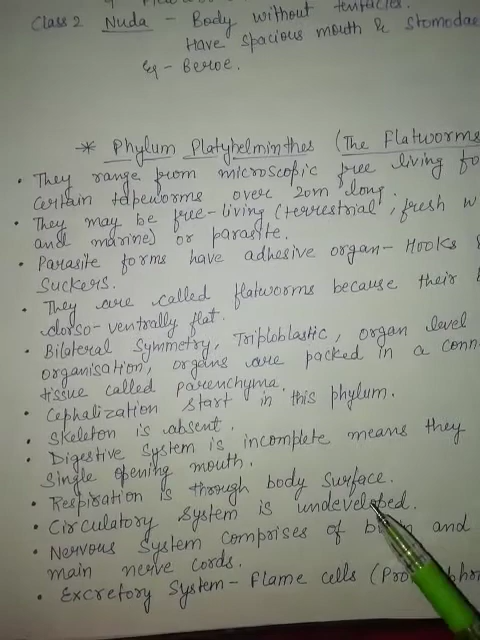 Class 2 Nuda - Body without tentacles.
Have spacious mouth & stomodae
eg - Beroe.
* Phylum Platyhelminthes (The Flatworms
• They range from microscopic free living fo
certain tapeworms over 20m long.
• They may be free-living (terrestrial, fresh w
and marine) or parasite.
• Parasite forms have adhesive organ - Hooks &
Suckers.
• They are called flatworms because their
dorso-ventrally flat.
• Bilateral Symmetry, Triploblastic, organ level
organisation, organs are packed in a conn
tissue called parenchyma.
• Cephalization start in this phylum.
• Skeleton is absent.
• Digestive system is incomplete means they
single opening mouth.
• Respiration is through body surface.
• Circulatory system is undeveloped.
• Nervous system comprises of brain and
main nerve cords.
• Excretory System - Flame cells (Pro